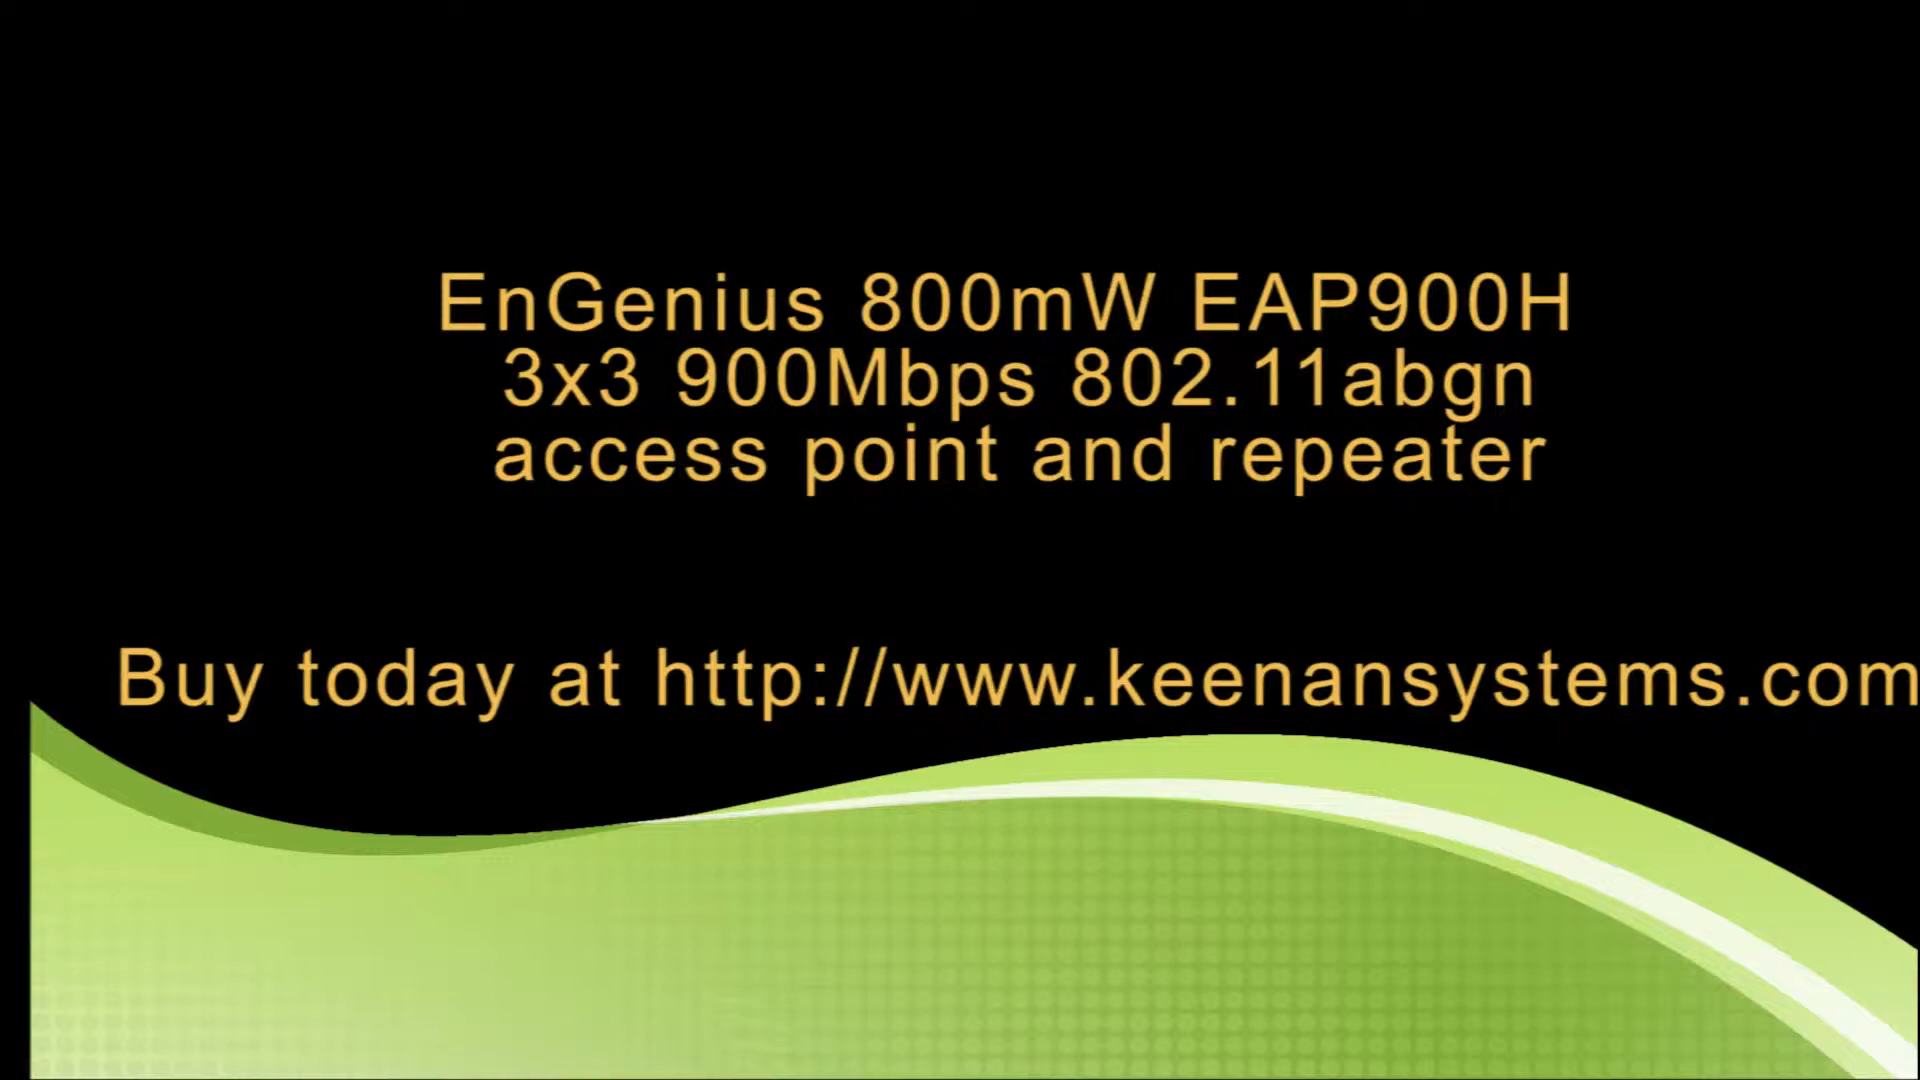 EnGenius 800mW EAP900H
3x3 900Mbps 802.11abgn
access point and repeater
Buy today at http://www.keenansystems.com